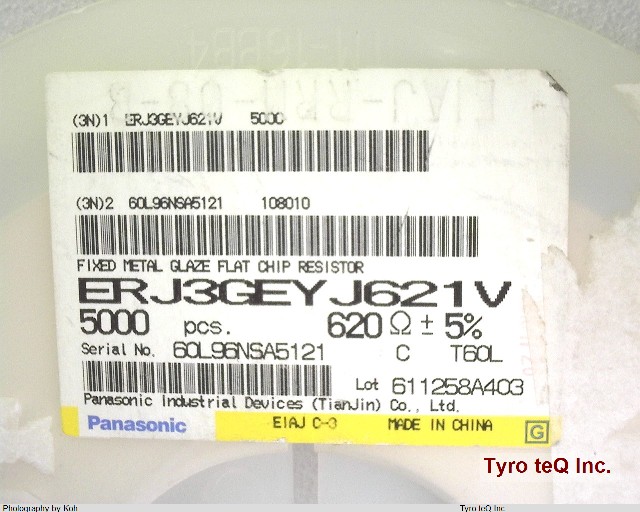 (3N)1 ERJ3GEYJ621V 5000
(3N)2 60L96NSA5121 108010
FIXED METAL GLAZE FLAT CHIP RESISTOR
ERJ3GEYJ621V
5000 pcs. 620 Ω ± 5%
Serial No. 60L96NSA5121 C T60L
Lot 611258A403
Panasonic Industrial Devices (TianJin) Co., Ltd.
Panasonic EIAJ C-3 MADE IN CHINA G
Tyro teQ Inc.
Photography by Koh Tyro teQ Inc